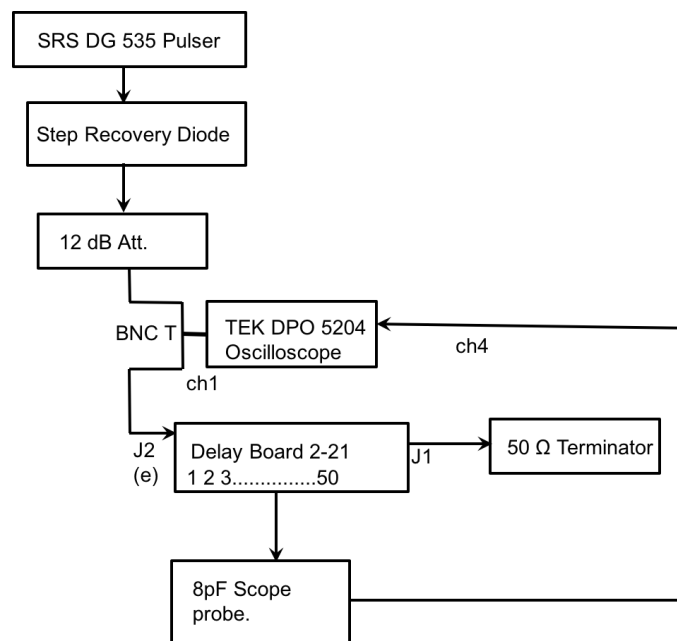 SRS DG 535 Pulser
Step Recovery Diode
12 dB Att.
BNC T
TEK DPO 5204
Oscilloscope
ch4
ch1
J2
(e)
Delay Board 2-21
1 2 3...............50
J1
50 Ω Terminator
8pF Scope
probe.